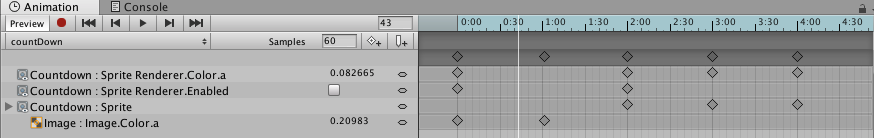 Animation Console
Preview 43 0:00 0:30 1:00 1:30 2:00 2:30 3:00 3:30 4:00 4:30
countDown Samples 60
Countdown : Sprite Renderer.Color.a 0.082665
Countdown : Sprite Renderer.Enabled
Countdown : Sprite
Image : Image.Color.a 0.20983